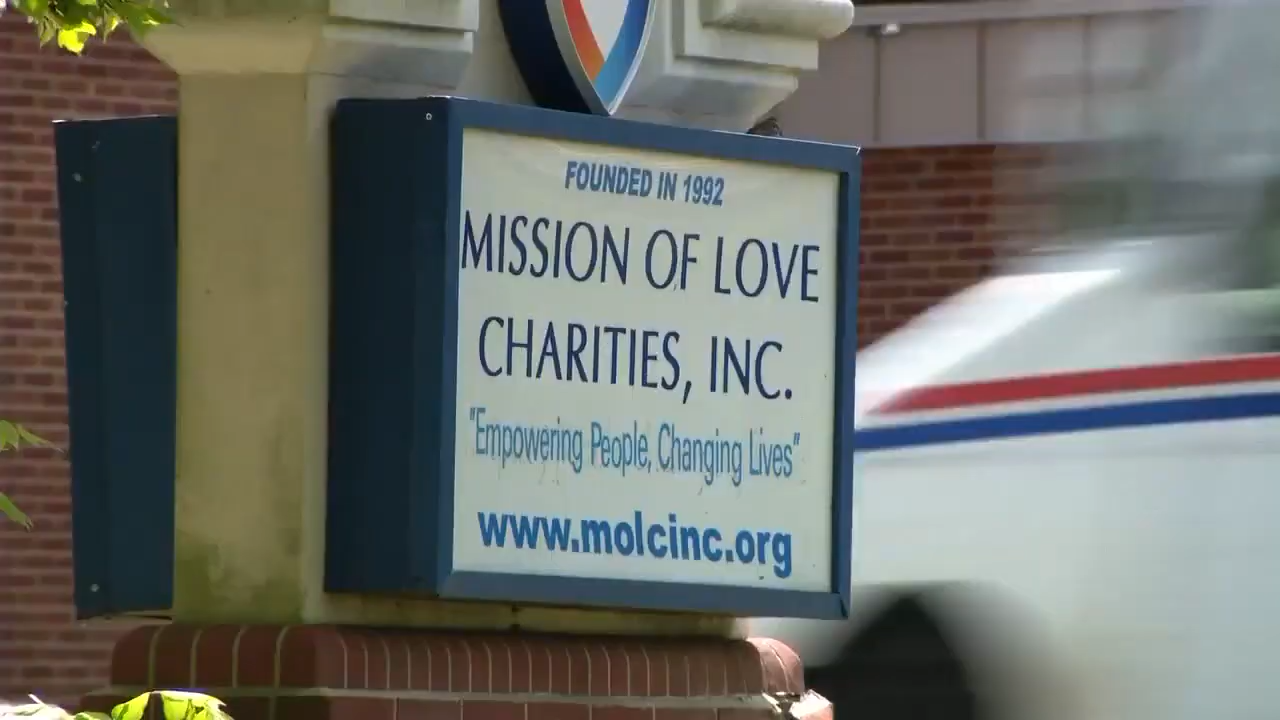 FOUNDED IN 1992
MISSION OF LOVE
CHARITIES, INC.
"Empowering People, Changing Lives"
www.molcinc.org